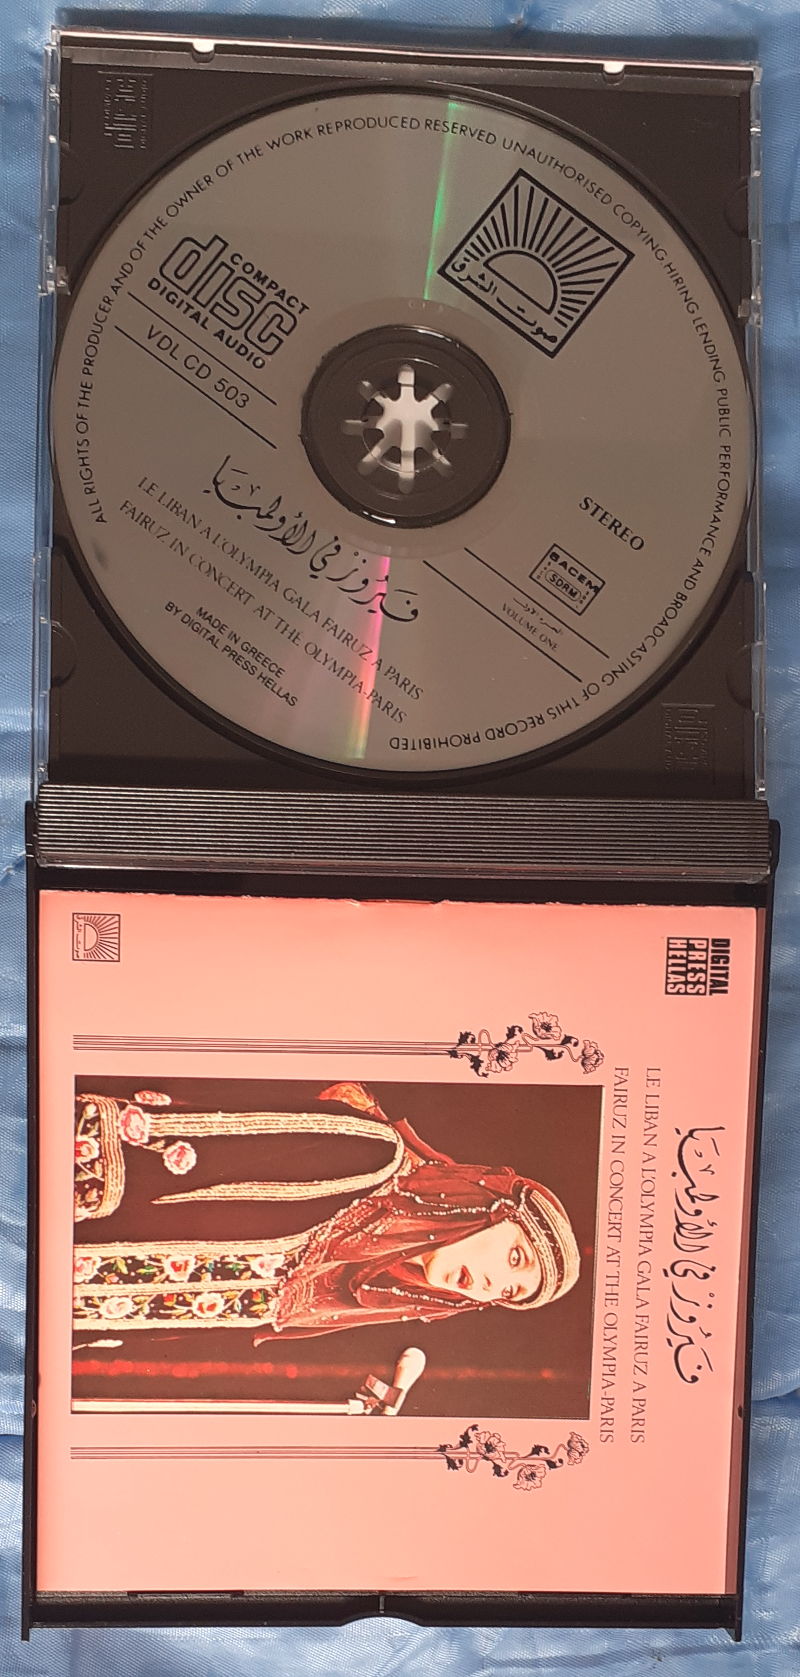 ALL RIGHTS OF THE PRODUCER AND OF THE OWNER OF THE WORK REPRODUCED RESERVED UNAUTHORISED COPYING HIRING LENDING PUBLIC PERFORMANCE AND BROADCASTING OF THIS RECORD PROHIBITED
صوت الشرق
COMPACT
disc
DIGITAL AUDIO
VDL CD 503
STEREO
BACEM
SDRM
الجزء الاول
VOLUME ONE
فيروز في الأولمبيا
LE LIBAN A L'OLYMPIA GALA FAIRUZ A PARIS
FAIRUZ IN CONCERT AT THE OLYMPIA-PARIS
MADE IN GREECE
BY DIGITAL PRESS HELLAS
DIGITAL
PRESS
HELLAS
فيروز في الأولمبيا
LE LIBAN A L'OLYMPIA GALA FAIRUZ A PARIS
FAIRUZ IN CONCERT AT THE OLYMPIA-PARIS
صوت الشرق